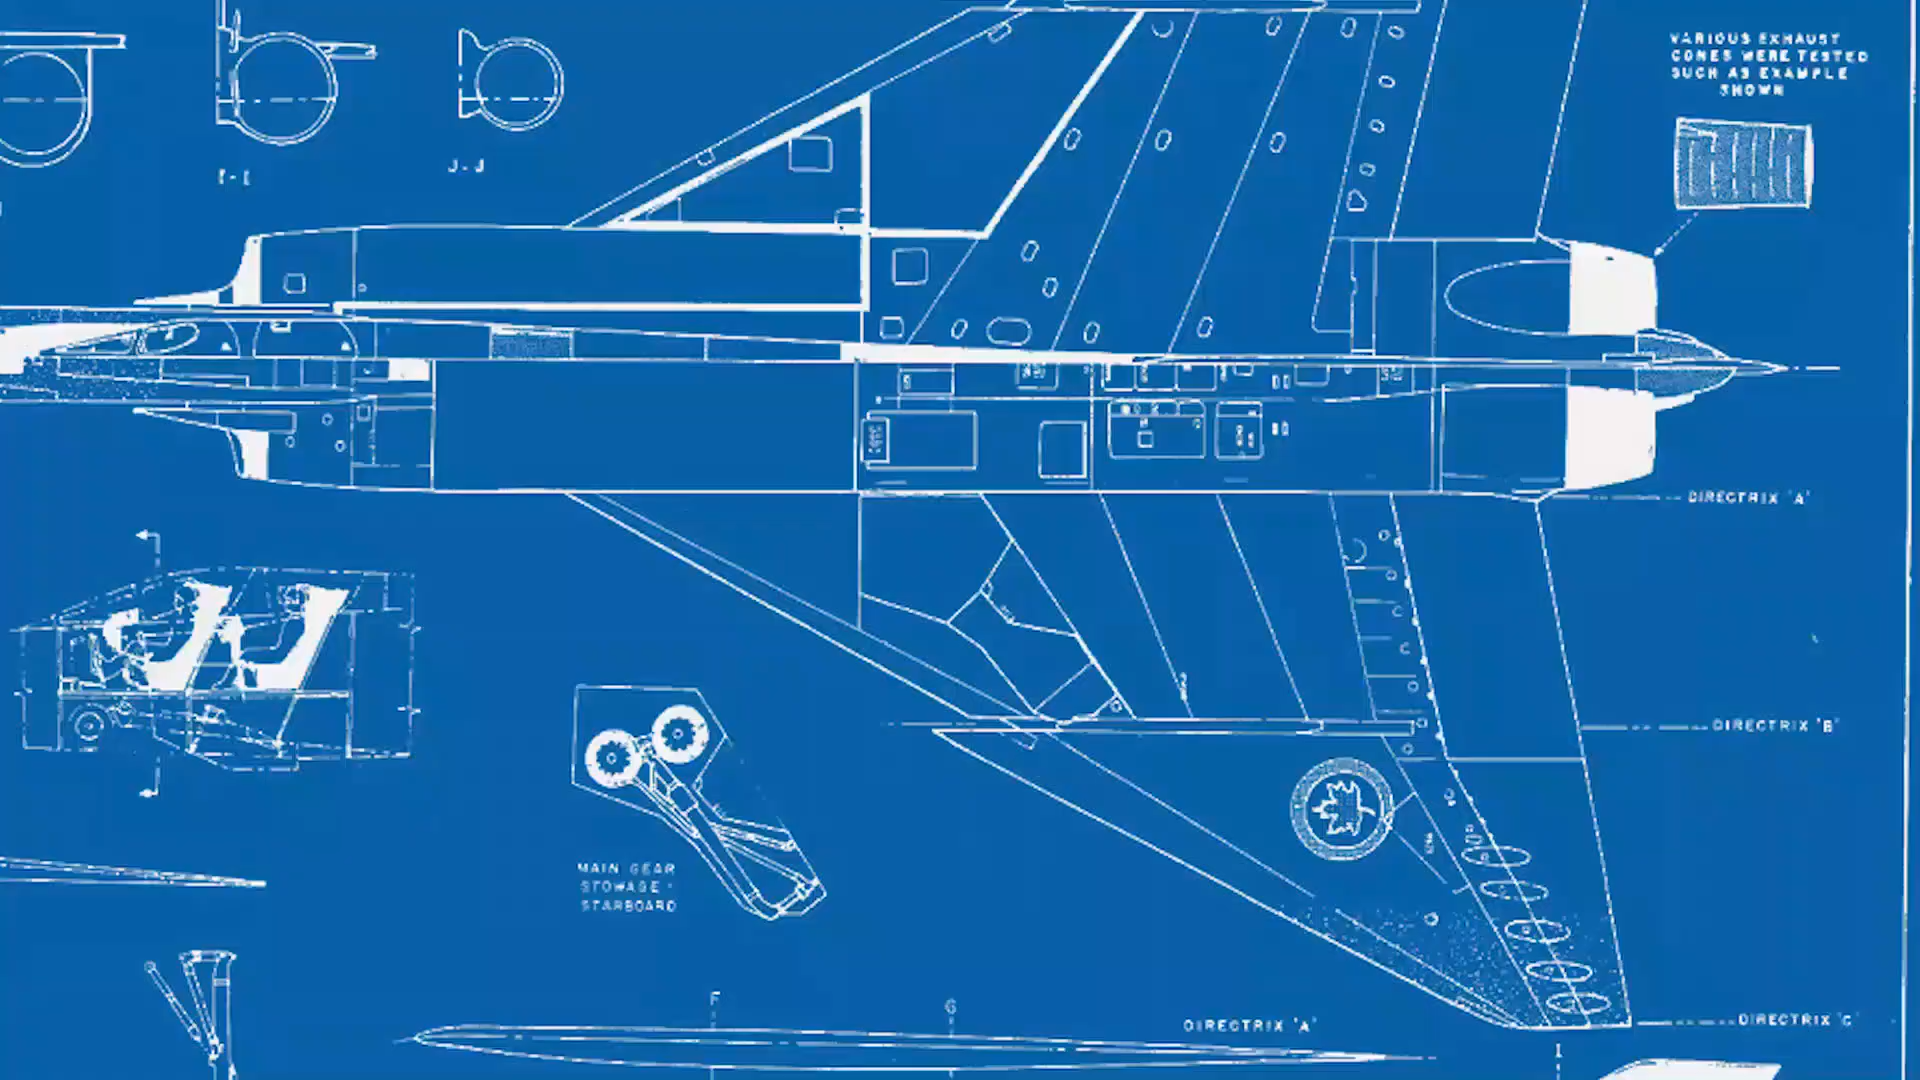 VARIOUS EXHAUST
CONES WERE TESTED
SUCH AS EXAMPLE
SHOWN
I-I
J-J
DIRECTRIX 'A'
DIRECTRIX 'B'
MAIN GEAR
STOWAGE -
STARBOARD
F
G
DIRECTRIX 'A'
DIRECTRIX 'C'